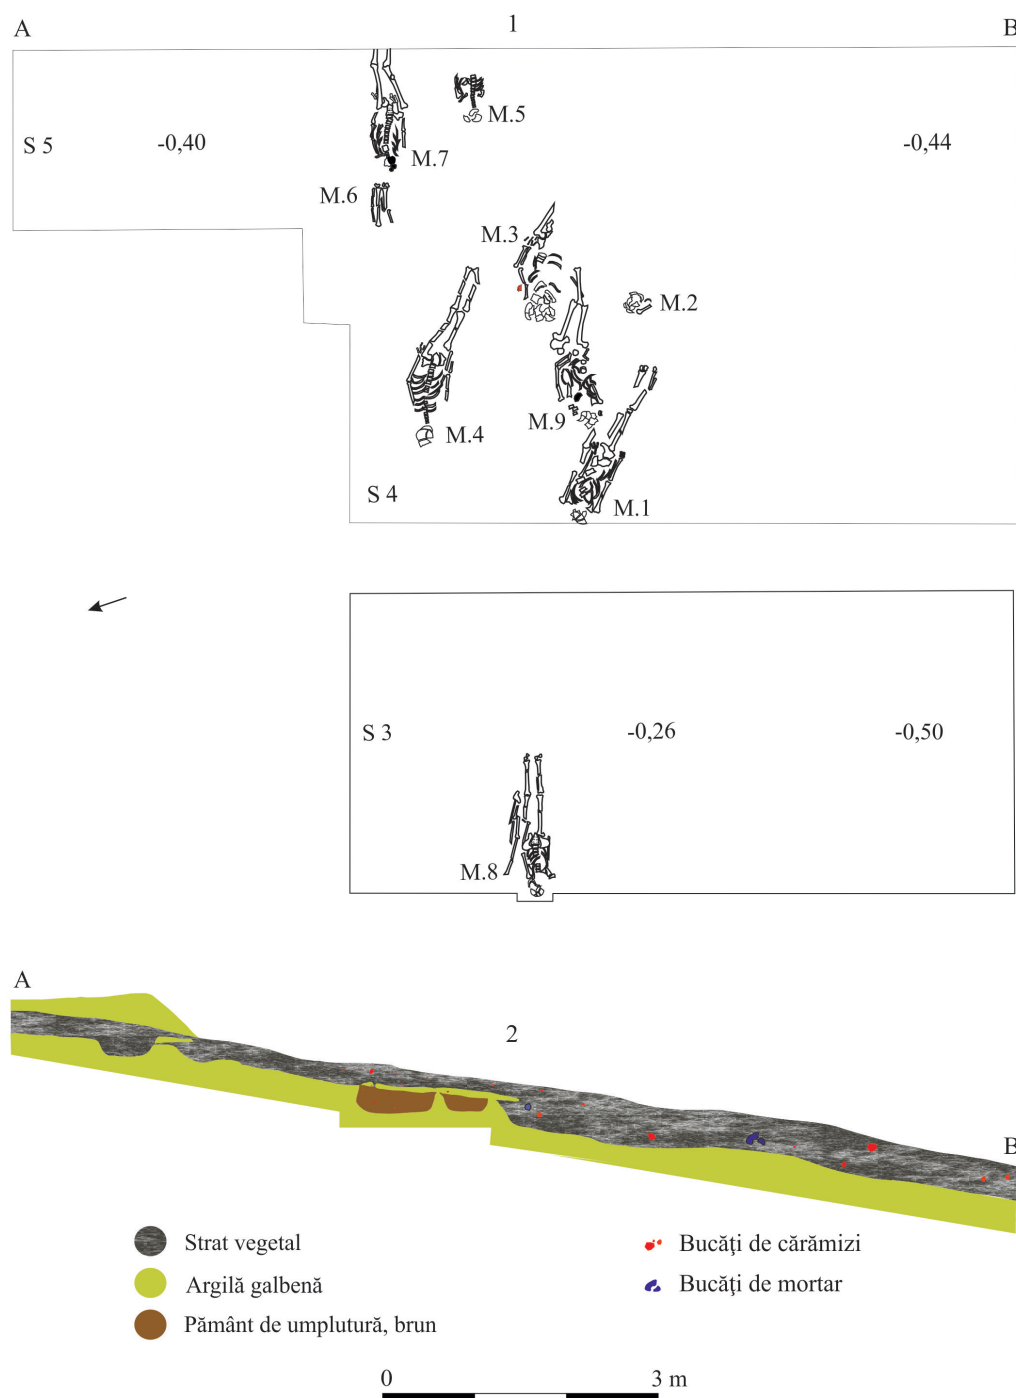 A 1 B
S 5 -0,40 -0,44
M.5
M.7
M.6
M.3
M.2
M.9
M.4
S 4
M.1
S 3 -0,26 -0,50
M.8
A
2
B
Strat vegetal
Argilă galbenă
Pământ de umplutură, brun
Bucăţi de cărămizi
Bucăţi de mortar
0 3 m